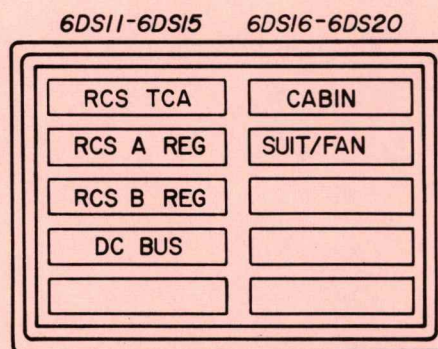 6DS11-6DS15 6DS16-6DS20
RCS TCA CABIN
RCS A REG SUIT/FAN
RCS B REG
DC BUS